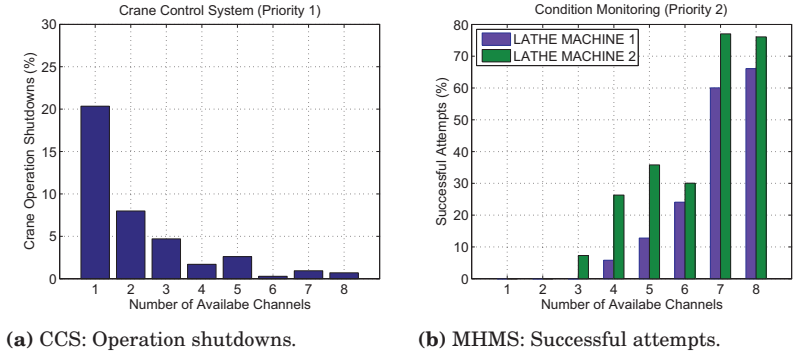 Crane Control System (Priority 1)
30
25
20
15
10
5
0
Crane Operation Shutdowns (%)
1 2 3 4 5 6 7 8
Number of Availabe Channels
(a) CCS: Operation shutdowns.
Condition Monitoring (Priority 2)
LATHE MACHINE 1
LATHE MACHINE 2
80
70
60
50
40
30
20
10
0
Successful Attempts (%)
1 2 3 4 5 6 7 8
Number of Availabe Channels
(b) MHMS: Successful attempts.